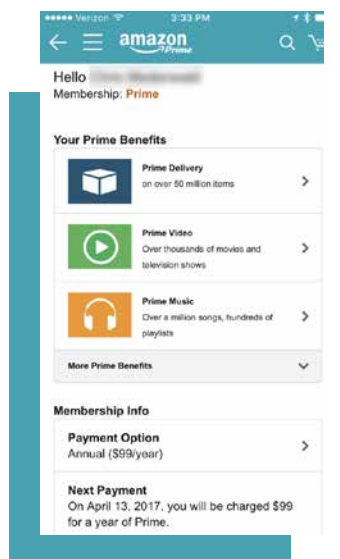 Verizon 3:33 PM
amazon
Prime
Hello
Membership: Prime
Your Prime Benefits
Prime Delivery
on over 50 million items
Prime Video
Over thousands of movies and
television shows
Prime Music
Over a million songs, hundreds of
playlists
More Prime Benefits
Membership Info
Payment Option
Annual ($99/year)
Next Payment
On April 13, 2017, you will be charged $99
for a year of Prime.